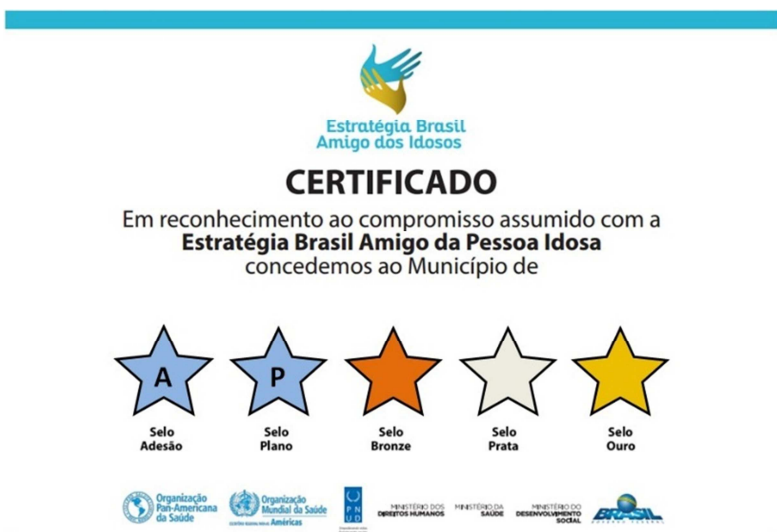 Estratégia Brasil
Amigo dos Idosos
CERTIFICADO
Em reconhecimento ao compromisso assumido com a
Estratégia Brasil Amigo da Pessoa Idosa
concedemos ao Município de
A P
Selo Selo Selo Selo Selo
Adesão Plano Bronze Prata Ouro
Organização
Pan-Americana
da Saúde
Organização
Mundial da Saúde
Américas
P N
U D
MINISTÉRIO DOS
DIREITOS HUMANOS
MINISTÉRIO DA
SAÚDE
MINISTÉRIO DO
DESENVOLVIMENTO
SOCIAL
BRASIL